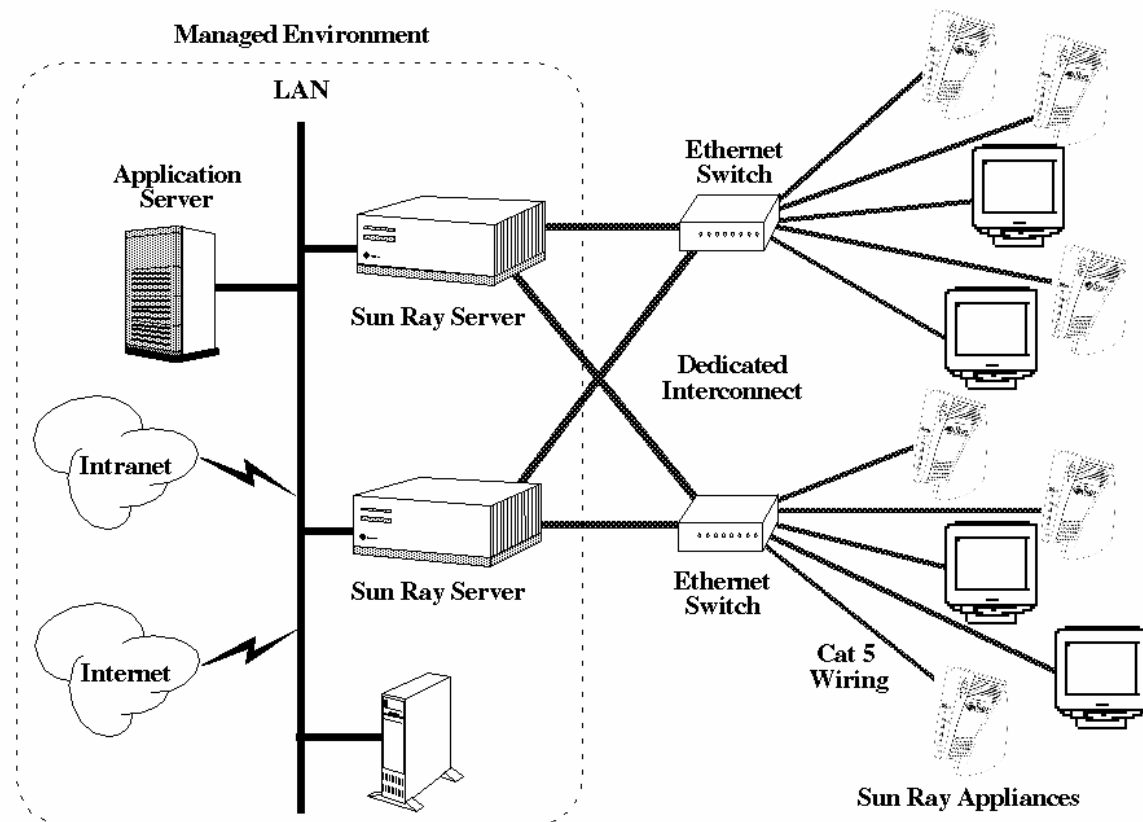 Managed Environment
LAN
Application
Server
Ethernet
Switch
Sun Ray Server
Dedicated
Interconnect
Intranet
Sun Ray Server
Ethernet
Switch
Internet
Cat 5
Wiring
Sun Ray Appliances